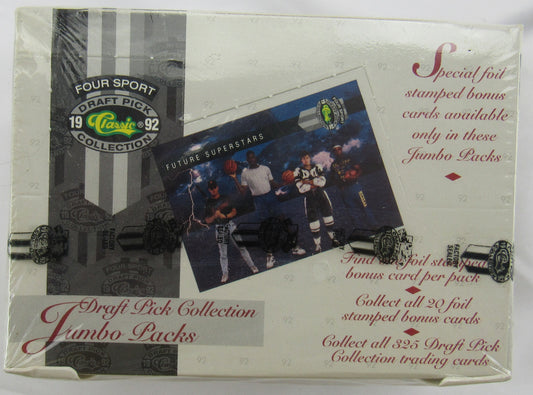 FOUR SPORT
DRAFT PICK
19 Classic 92
COLLECTION
FUTURE SUPERSTARS
Special foil
stamped bonus
cards available
only in these
Jumbo Packs
Find foil stamped
bonus card per pack
Collect all 20 foil
stamped bonus cards
Collect all 325 Draft Pick
Collection trading cards
Draft Pick Collection
Jumbo Packs
FACTORY
SEALED